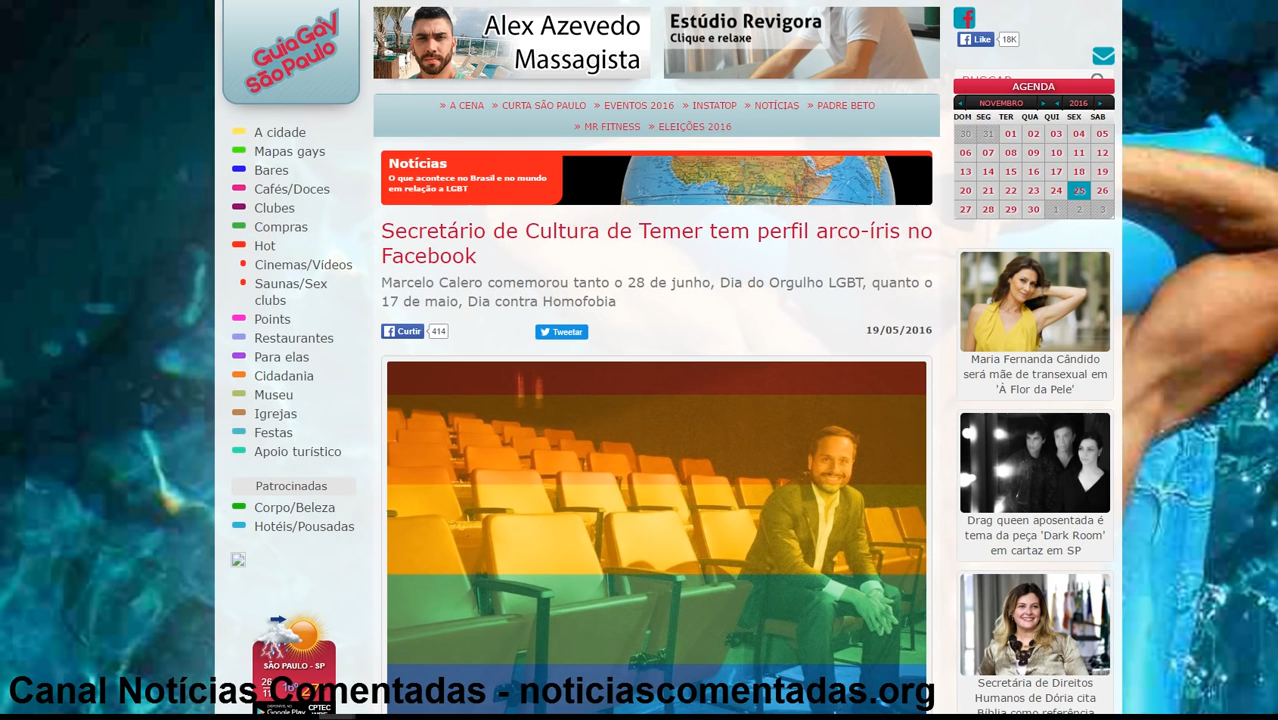 GuiaGay
São Paulo
Alex Azevedo
Massagista
Estúdio Revigora
Clique e relaxe
Like
18K
» A CENA » CURTA SÃO PAULO » EVENTOS 2016 » INSTATOP » NOTÍCIAS » PADRE BETO
» MR FITNESS » ELEIÇÕES 2016
AGENDA
NOVEMBRO 2016
DOM SEG TER QUA QUI SEX SAB
30 31 01 02 03 04 05
06 07 08 09 10 11 12
13 14 15 16 17 18 19
20 21 22 23 24 25 26
27 28 29 30 1 2 3
A cidade
Mapas gays
Bares
Cafés/Doces
Clubes
Compras
Hot
Cinemas/Vídeos
Saunas/Sex
clubs
Points
Restaurantes
Para elas
Cidadania
Museu
Igrejas
Festas
Apoio turístico
Patrocinadas
Corpo/Beleza
Hotéis/Pousadas
SÃO PAULO - SP
Google Play
CPTEC
Notícias
O que acontece no Brasil e no mundo
em relação a LGBT
Secretário de Cultura de Temer tem perfil arco-íris no
Facebook
Marcelo Calero comemorou tanto o 28 de junho, Dia do Orgulho LGBT, quanto o
17 de maio, Dia contra Homofobia
Curtir 414 Tweetar 19/05/2016
Maria Fernanda Cândido
será mãe de transexual em
'À Flor da Pele'
Drag queen aposentada é
tema da peça 'Dark Room'
em cartaz em SP
Secretária de Direitos
Humanos de Dória cita
Bíblia como referência
Canal Notícias Comentadas - noticiascomentadas.org